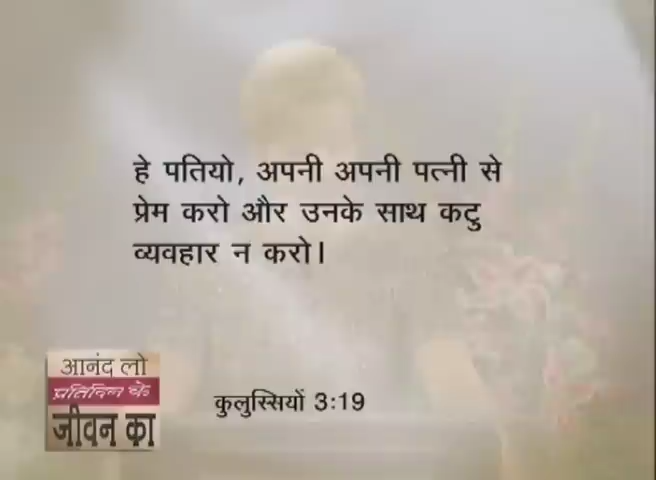 हे पतियो, अपनी अपनी पत्नी से
प्रेम करो और उनके साथ कटु
व्यवहार न करो।
कुलुस्सियों 3:19
आनंद लो
प्रतिदिन के
जीवन का